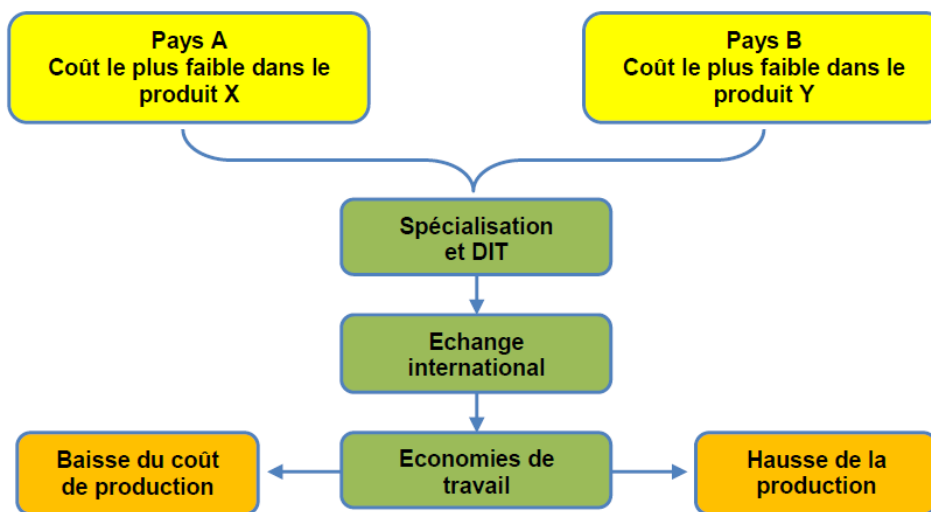 Pays A
Coût le plus faible dans le
produit X
Pays B
Coût le plus faible dans le
produit Y
Spécialisation
et DIT
Echange
international
Economies de
travail
Baisse du coût
de production
Hausse de la
production